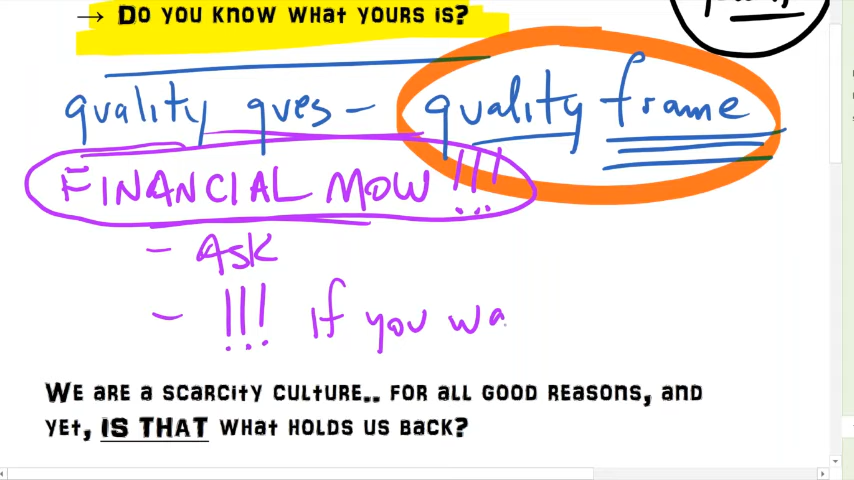 → Do you know what yours is?
quality ques - quality frame
FINANCIAL MOW !!!
- Ask
- !!! If you wa
We are a scarcity culture.. for all good reasons, and
yet, IS THAT what holds us back?